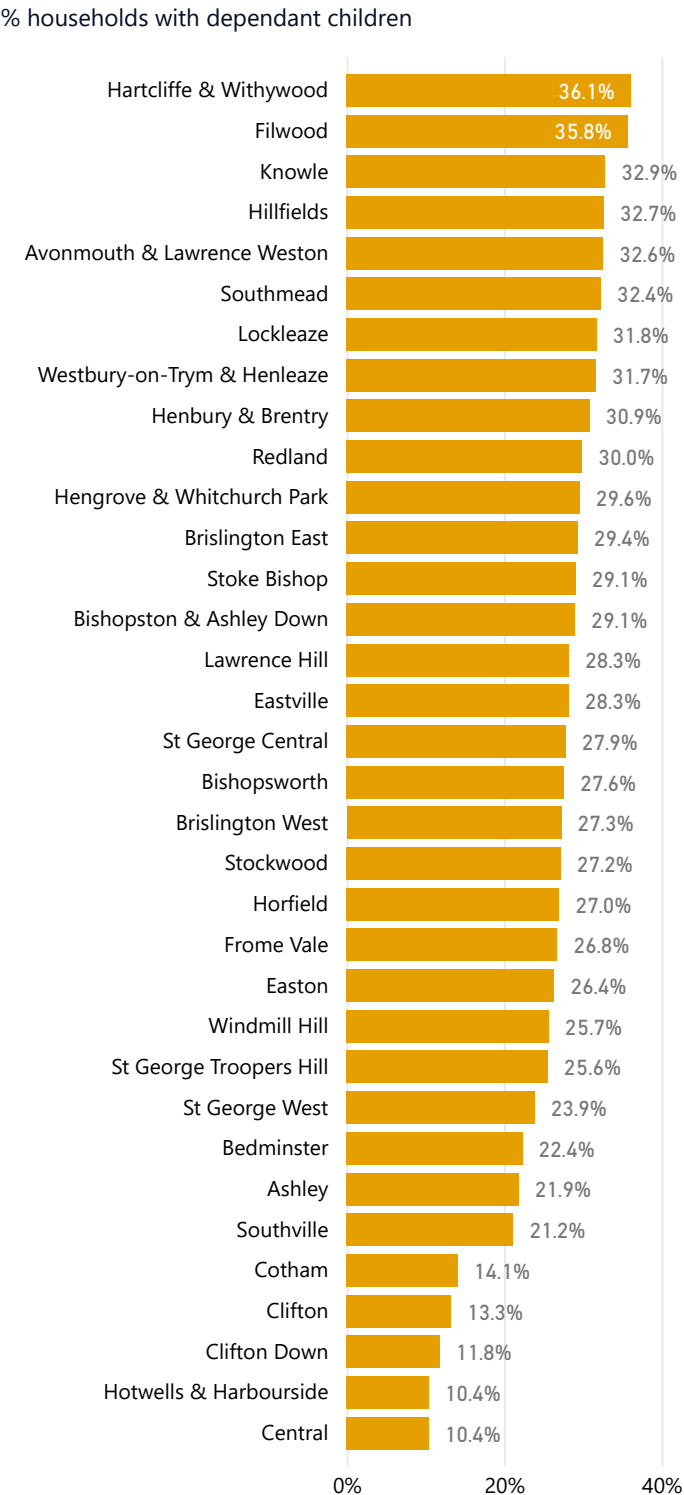 % households with dependant children
Hartcliffe & Withywood 36.1%
Filwood 35.8%
Knowle 32.9%
Hillfields 32.7%
Avonmouth & Lawrence Weston 32.6%
Southmead 32.4%
Lockleaze 31.8%
Westbury-on-Trym & Henleaze 31.7%
Henbury & Brentry 30.9%
Redland 30.0%
Hengrove & Whitchurch Park 29.6%
Brislington East 29.4%
Stoke Bishop 29.1%
Bishopston & Ashley Down 29.1%
Lawrence Hill 28.3%
Eastville 28.3%
St George Central 27.9%
Bishopsworth 27.6%
Brislington West 27.3%
Stockwood 27.2%
Horfield 27.0%
Frome Vale 26.8%
Easton 26.4%
Windmill Hill 25.7%
St George Troopers Hill 25.6%
St George West 23.9%
Bedminster 22.4%
Ashley 21.9%
Southville 21.2%
Cotham 14.1%
Clifton 13.3%
Clifton Down 11.8%
Hotwells & Harbourside 10.4%
Central 10.4%
0% 20% 40%